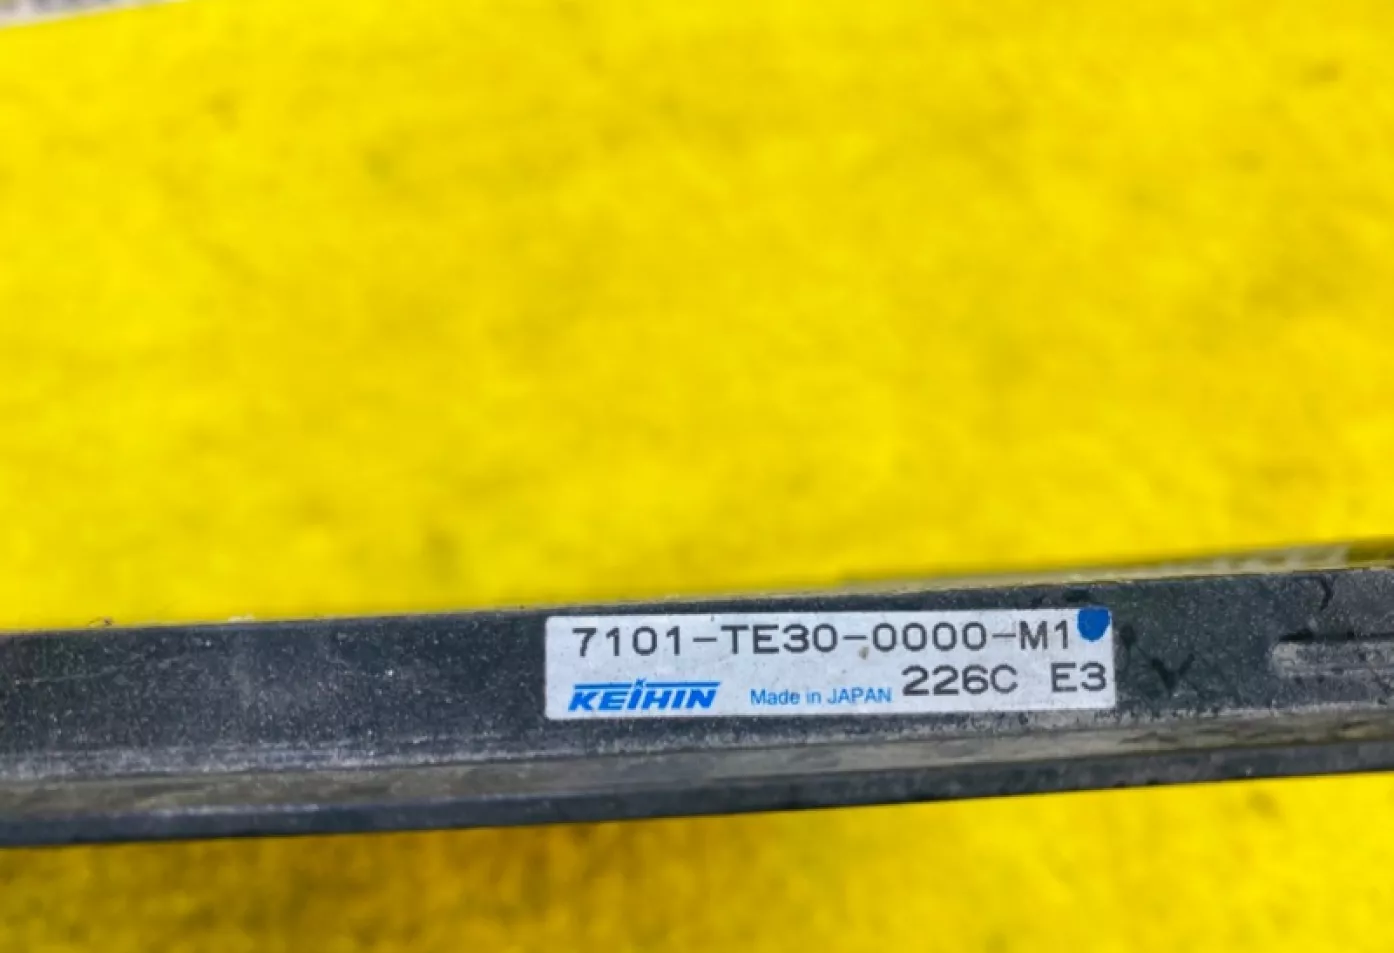 7101-TE30-0000-M1
KEIHIN Made in JAPAN 226C E3